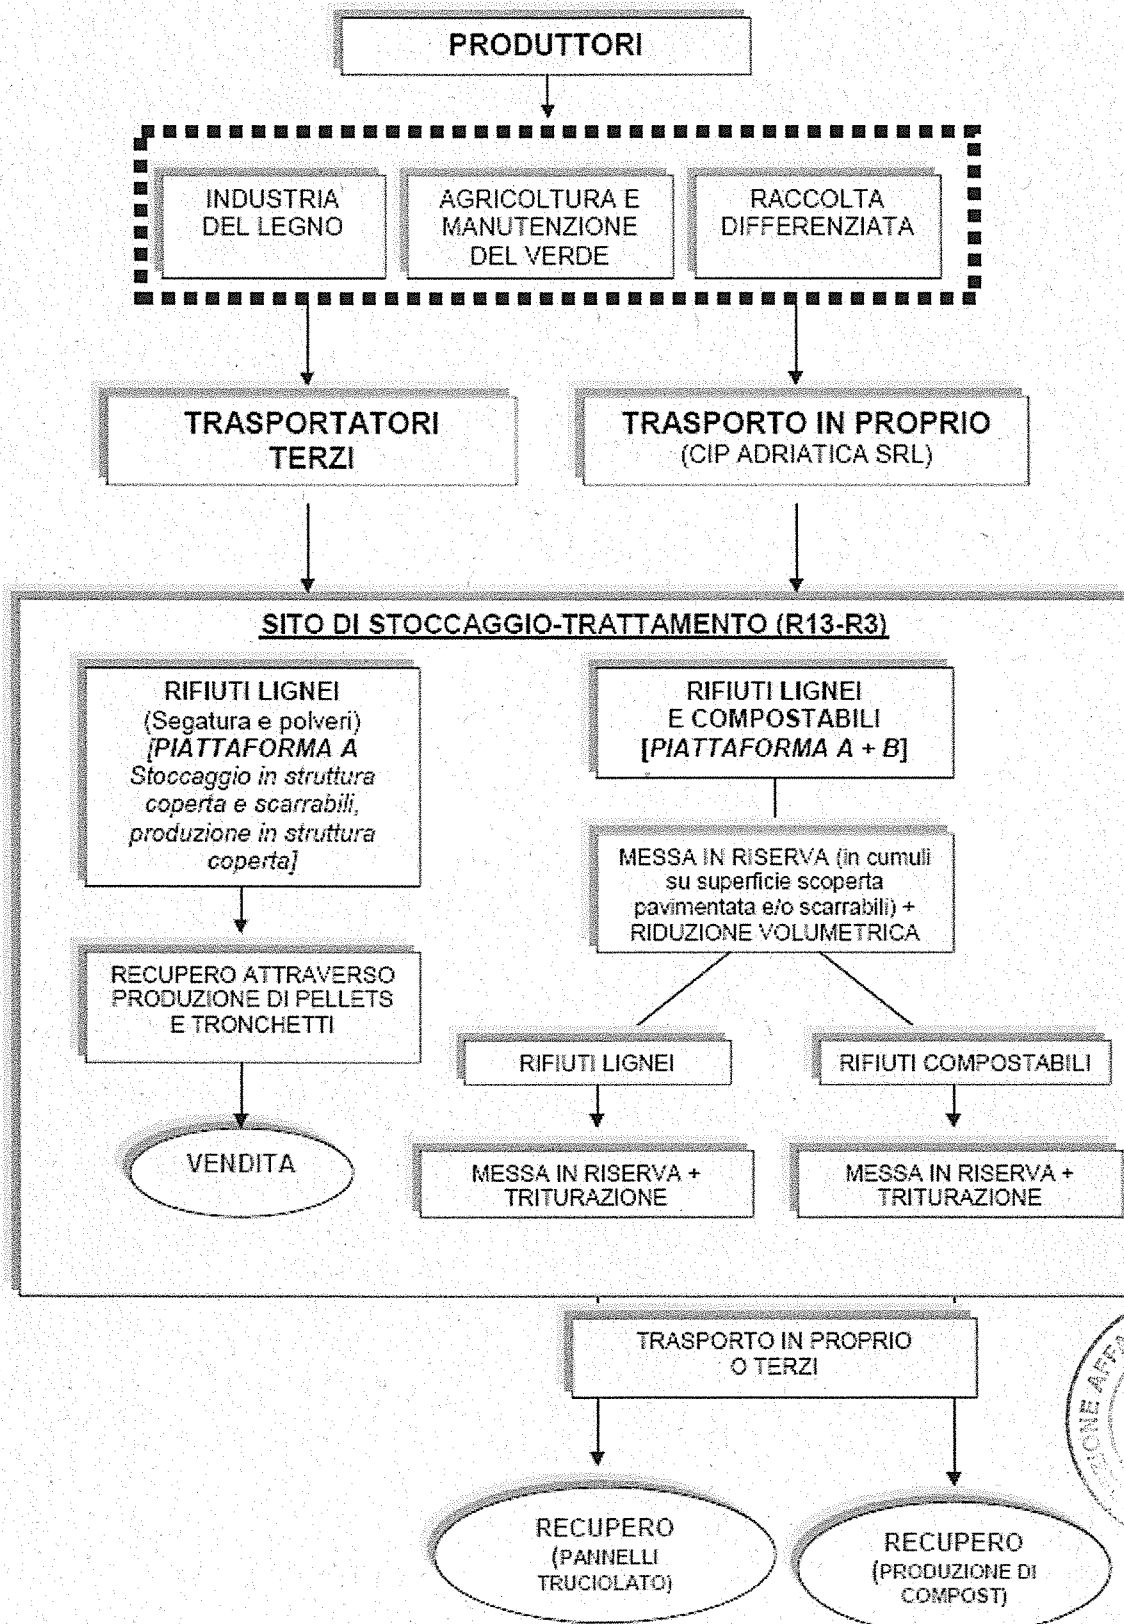 PRODUTTORI
INDUSTRIA
DEL LEGNO
AGRICOLTURA E
MANUTENZIONE
DEL VERDE
RACCOLTA
DIFFERENZIATA
TRASPORTATORI
TERZI
TRASPORTO IN PROPRIO
(CIP ADRIATICA SRL)
SITO DI STOCCAGGIO-TRATTAMENTO (R13-R3)
RIFIUTI LIGNEI
(Segatura e polveri)
[PIATTAFORMA A
Stoccaggio in struttura
coperta e scarrabili,
produzione in struttura
coperta]
RECUPERO ATTRAVERSO
PRODUZIONE DI PELLETS
E TRONCHETTI
VENDITA
RIFIUTI LIGNEI
E COMPOSTABILI
[PIATTAFORMA A + B]
MESSA IN RISERVA (in cumuli
su superficie scoperta
pavimentata e/o scarrabili) +
RIDUZIONE VOLUMETRICA
RIFIUTI LIGNEI
RIFIUTI COMPOSTABILI
MESSA IN RISERVA +
TRITURAZIONE
MESSA IN RISERVA +
TRITURAZIONE
TRASPORTO IN PROPRIO
O TERZI
RECUPERO
(PANNELLI
TRUCIOLATO)
RECUPERO
(PRODUZIONE DI
COMPOST)
ZIONE AFFA